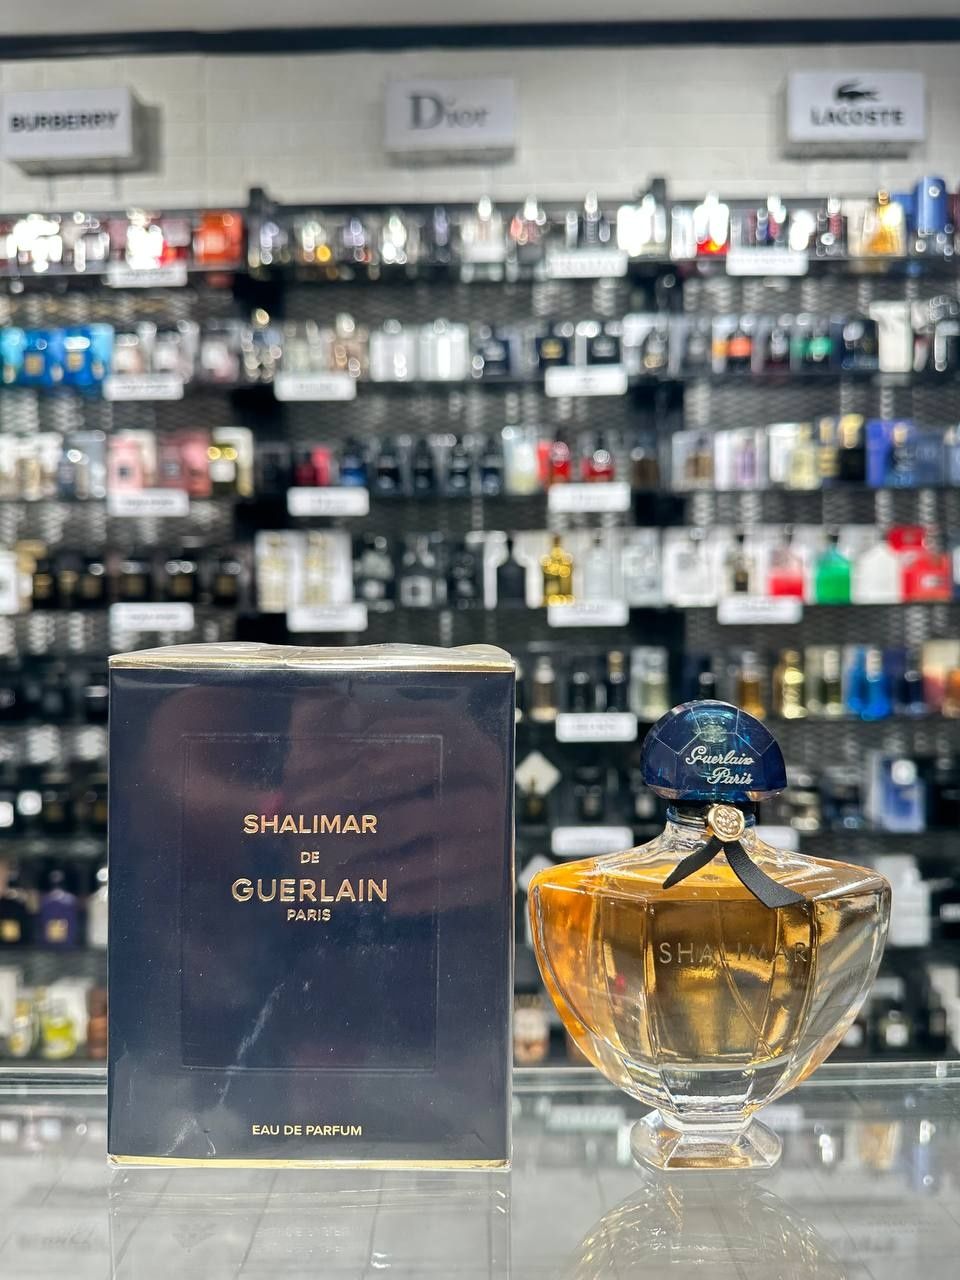 BURBERRY
Dior
LACOSTE
SHALIMAR
DE
GUERLAIN
PARIS
EAU DE PARFUM
Guerlain
Paris
SHALIMAR